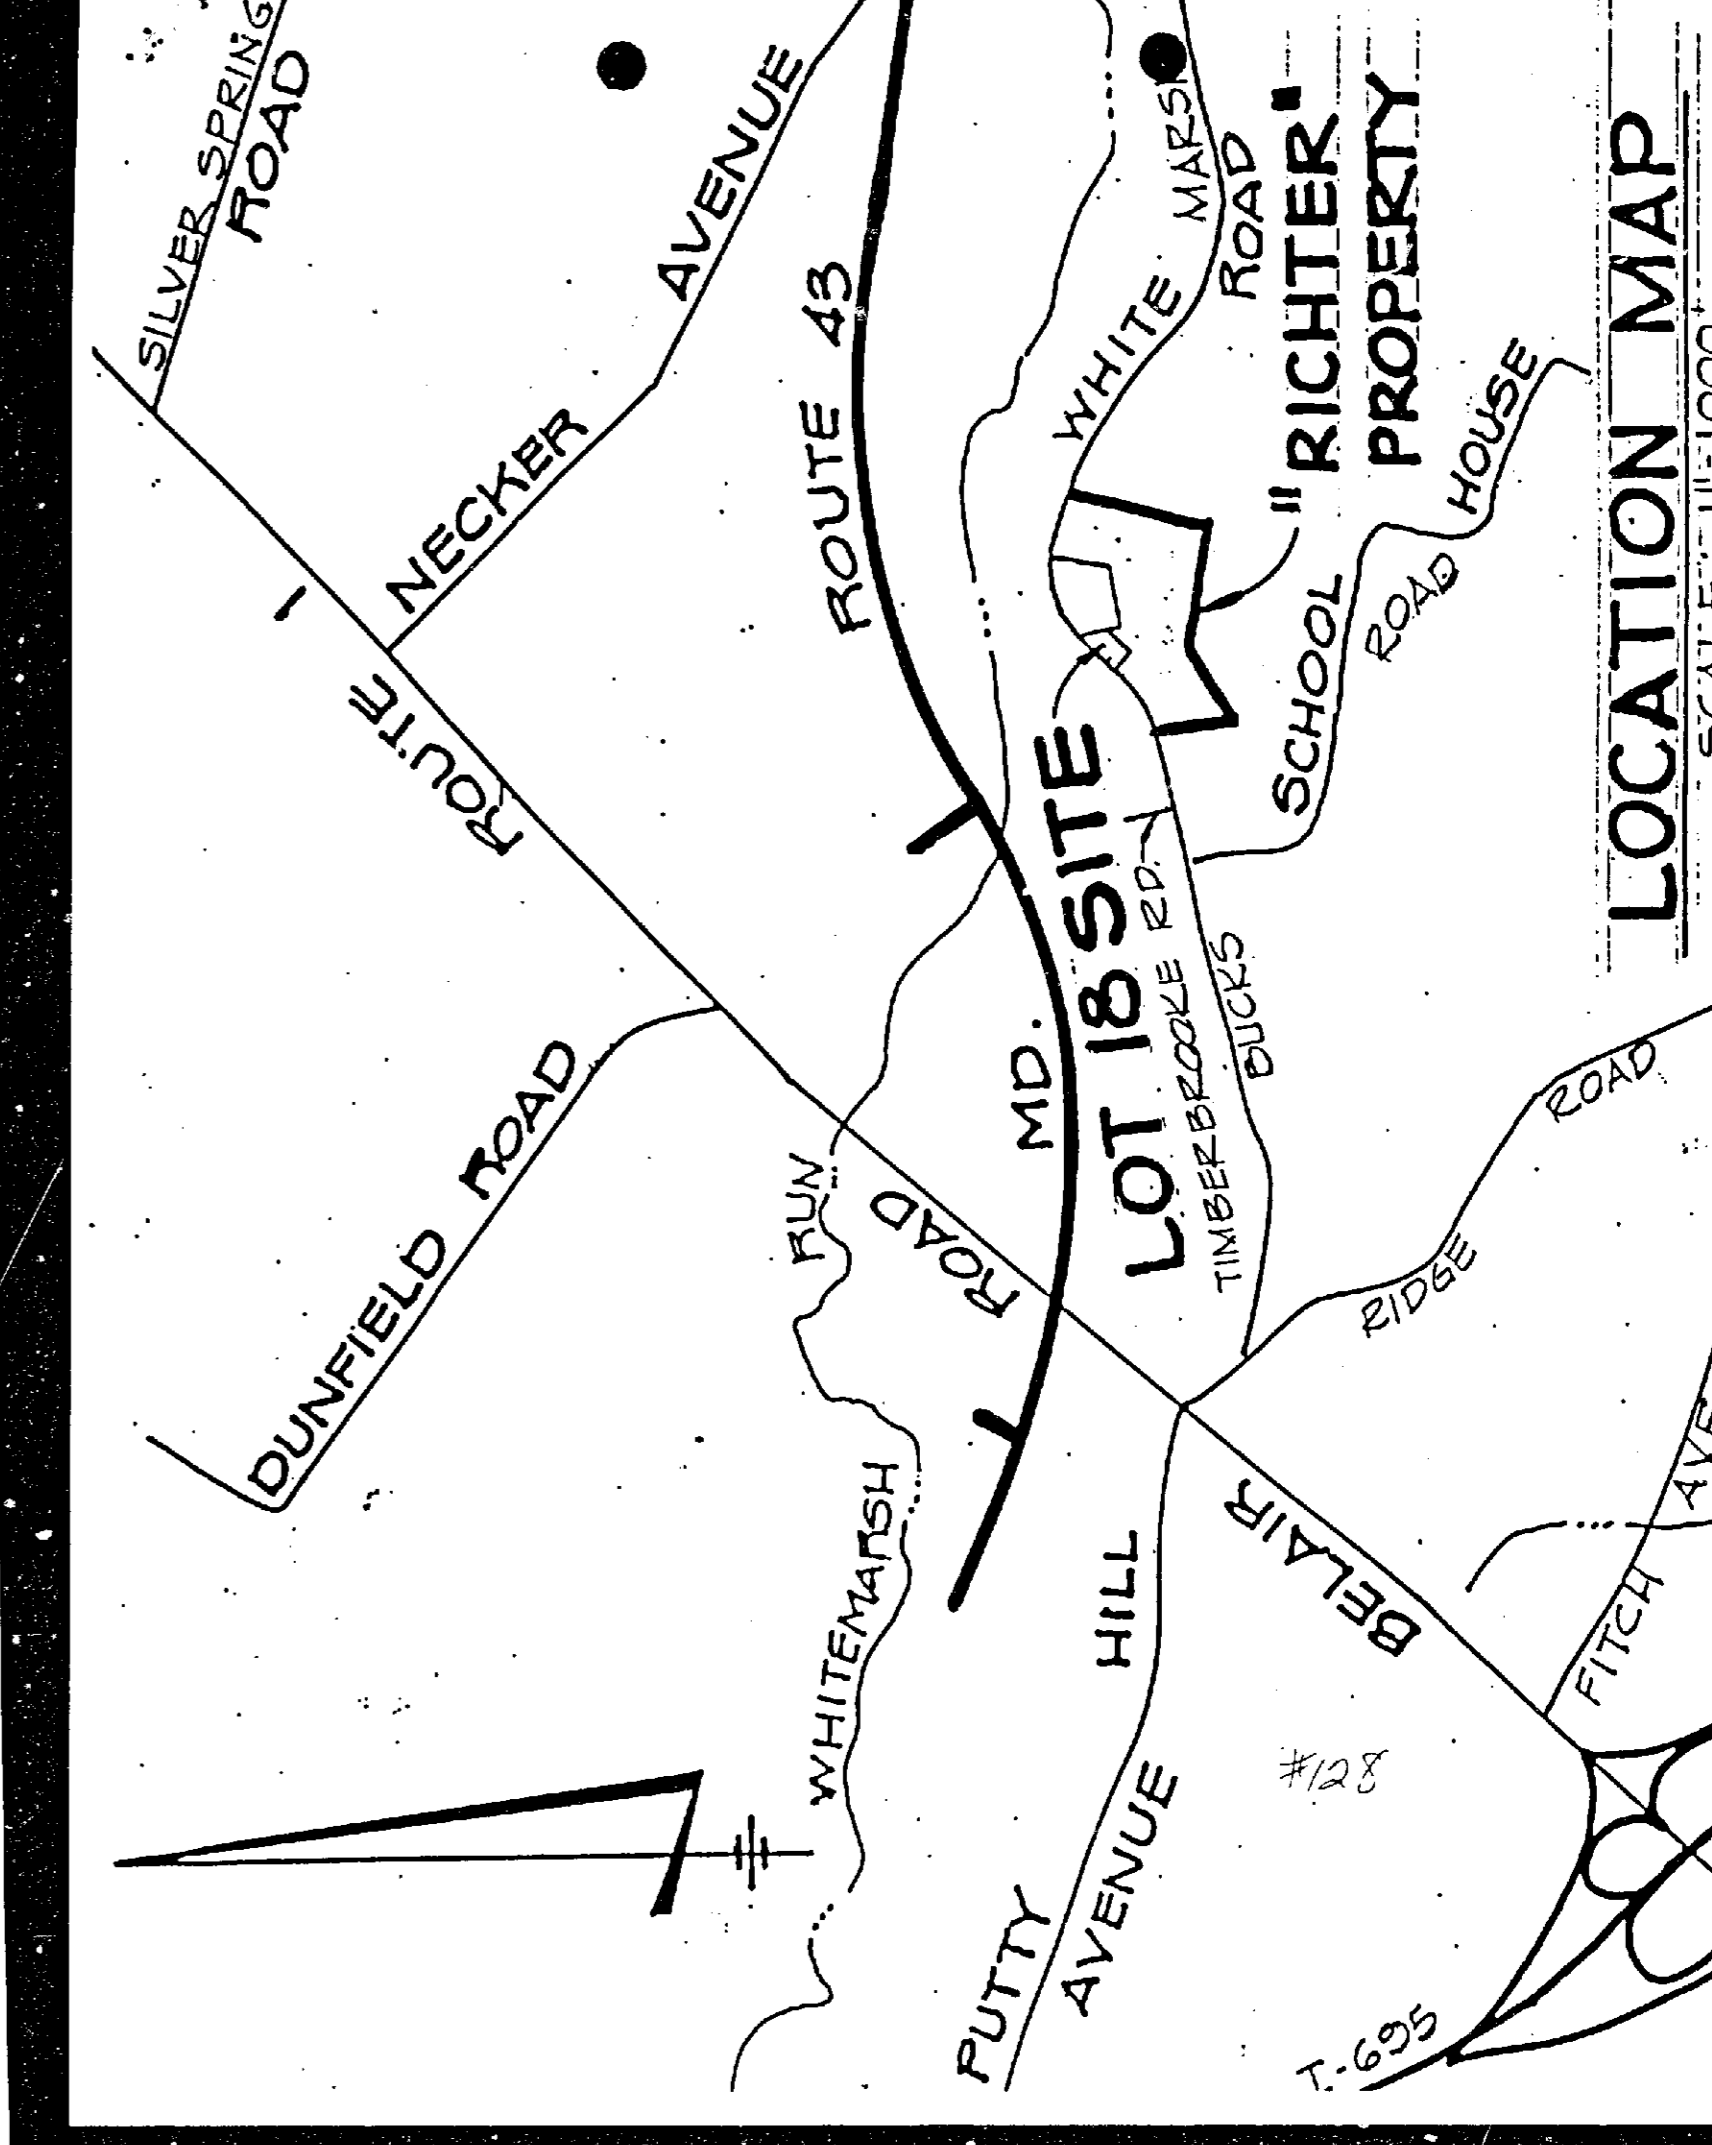 SILVER SPRING
ROAD
NECKER AVENUE
ROUTE 1
DUNFIELD ROAD
MD. ROUTE 43
WHITEMARSH RUN
BELAIR ROAD
WHITE MARSH
ROAD
"RICHTER"
PROPERTY
LOT 18 SITE
TIMBERBROOKE RD.
BUCKS
SCHOOL HOUSE
ROAD
RIDGE ROAD
PUTTY HILL
AVENUE
FITCH AVE
#128
I-695
LOCATION MAP